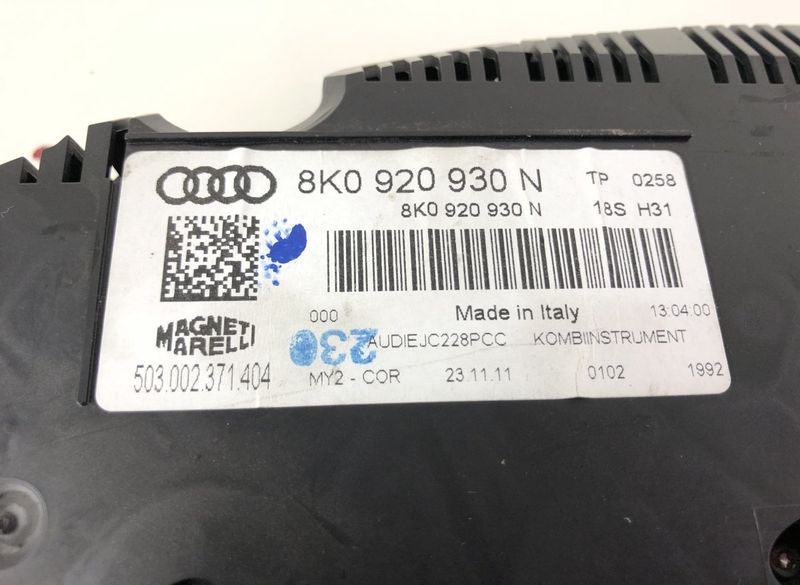 8K0 920 930 N TP 0258
8K0 920 930 N 18S H31
000 Made in Italy 13:04:00
MAGNETI MARELLI
230
AUDIEJC228PCC KOMBIINSTRUMENT
503.002.371.404 MY2 - COR 23.11.11 0102 1992